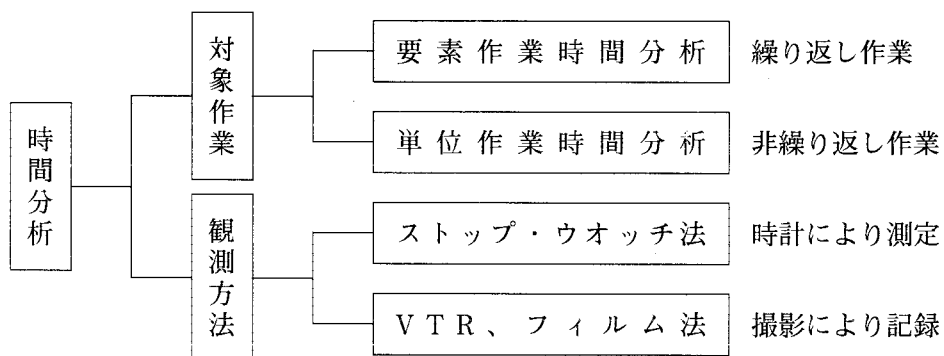 時間分析
対象作業
要素作業時間分析 繰り返し作業
単位作業時間分析 非繰り返し作業
観測方法
ストップ・ウオッチ法 時計により測定
VTR、フィルム法 撮影により記録